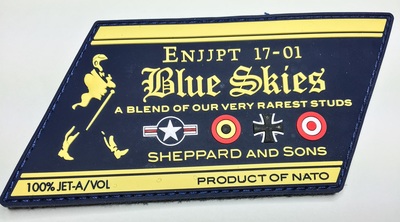 ENJJPT 17-01
Blue Skies
A BLEND OF OUR VERY RAREST STUDS
SHEPPARD AND SONS
100% JET-A/VOL
PRODUCT OF NATO